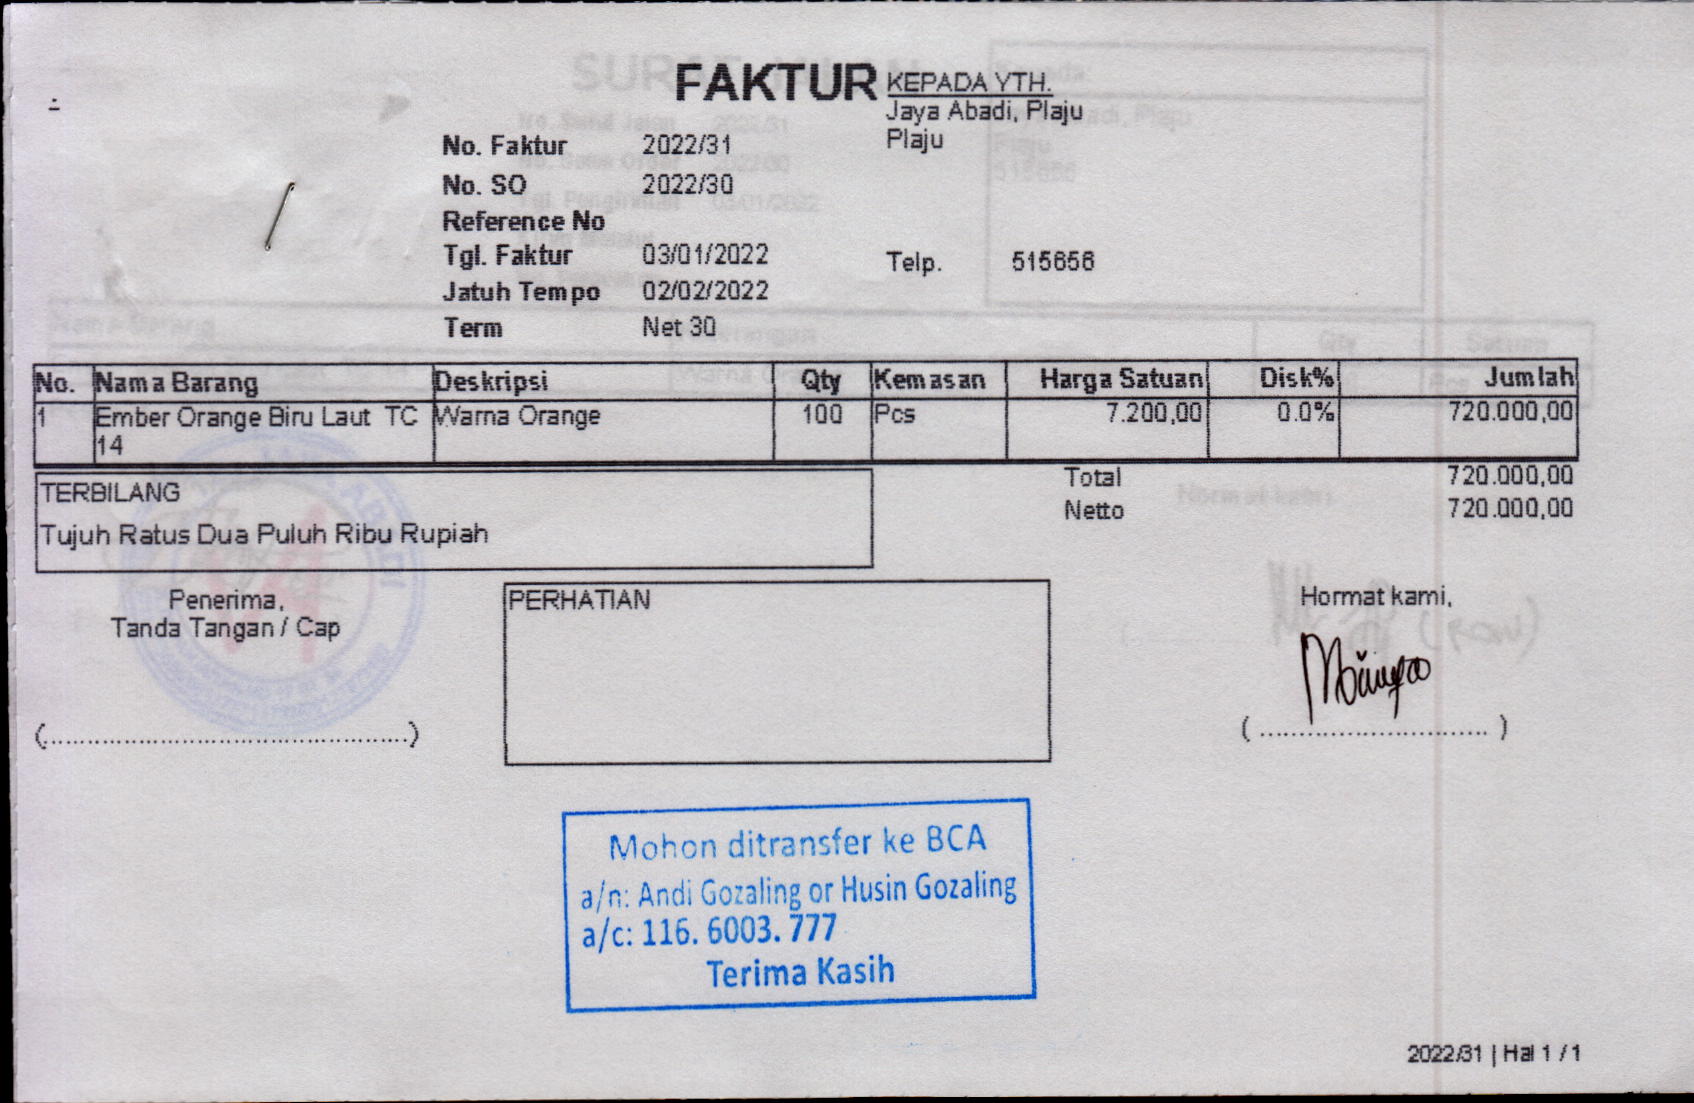 FAKTUR
KEPADA YTH.
Jaya Abadi, Plaju
Plaju
No. Faktur 2022/31
No. SO 2022/30
Reference No
Tgl. Faktur 03/01/2022
Telp. 515656
Jatuh Tempo 02/02/2022
Term Net 30
No. Nama Barang Deskripsi Qty Kemasan Harga Satuan Disk% Jumlah
1 Ember Orange Biru Laut TC Warna Orange 100 Pcs 7.200,00 0.0% 720.000,00
14
Total 720.000,00
Netto 720.000,00
TERBILANG
Tujuh Ratus Dua Puluh Ribu Rupiah
Penerima,
Tanda Tangan / Cap
(................................................)
PERHATIAN
Hormat kami,
( .............................. )
Mohon ditransfer ke BCA
a/n: Andi Gozaling or Husin Gozaling
a/c: 116. 6003. 777
Terima Kasih
2022/31 | Hal 1 / 1